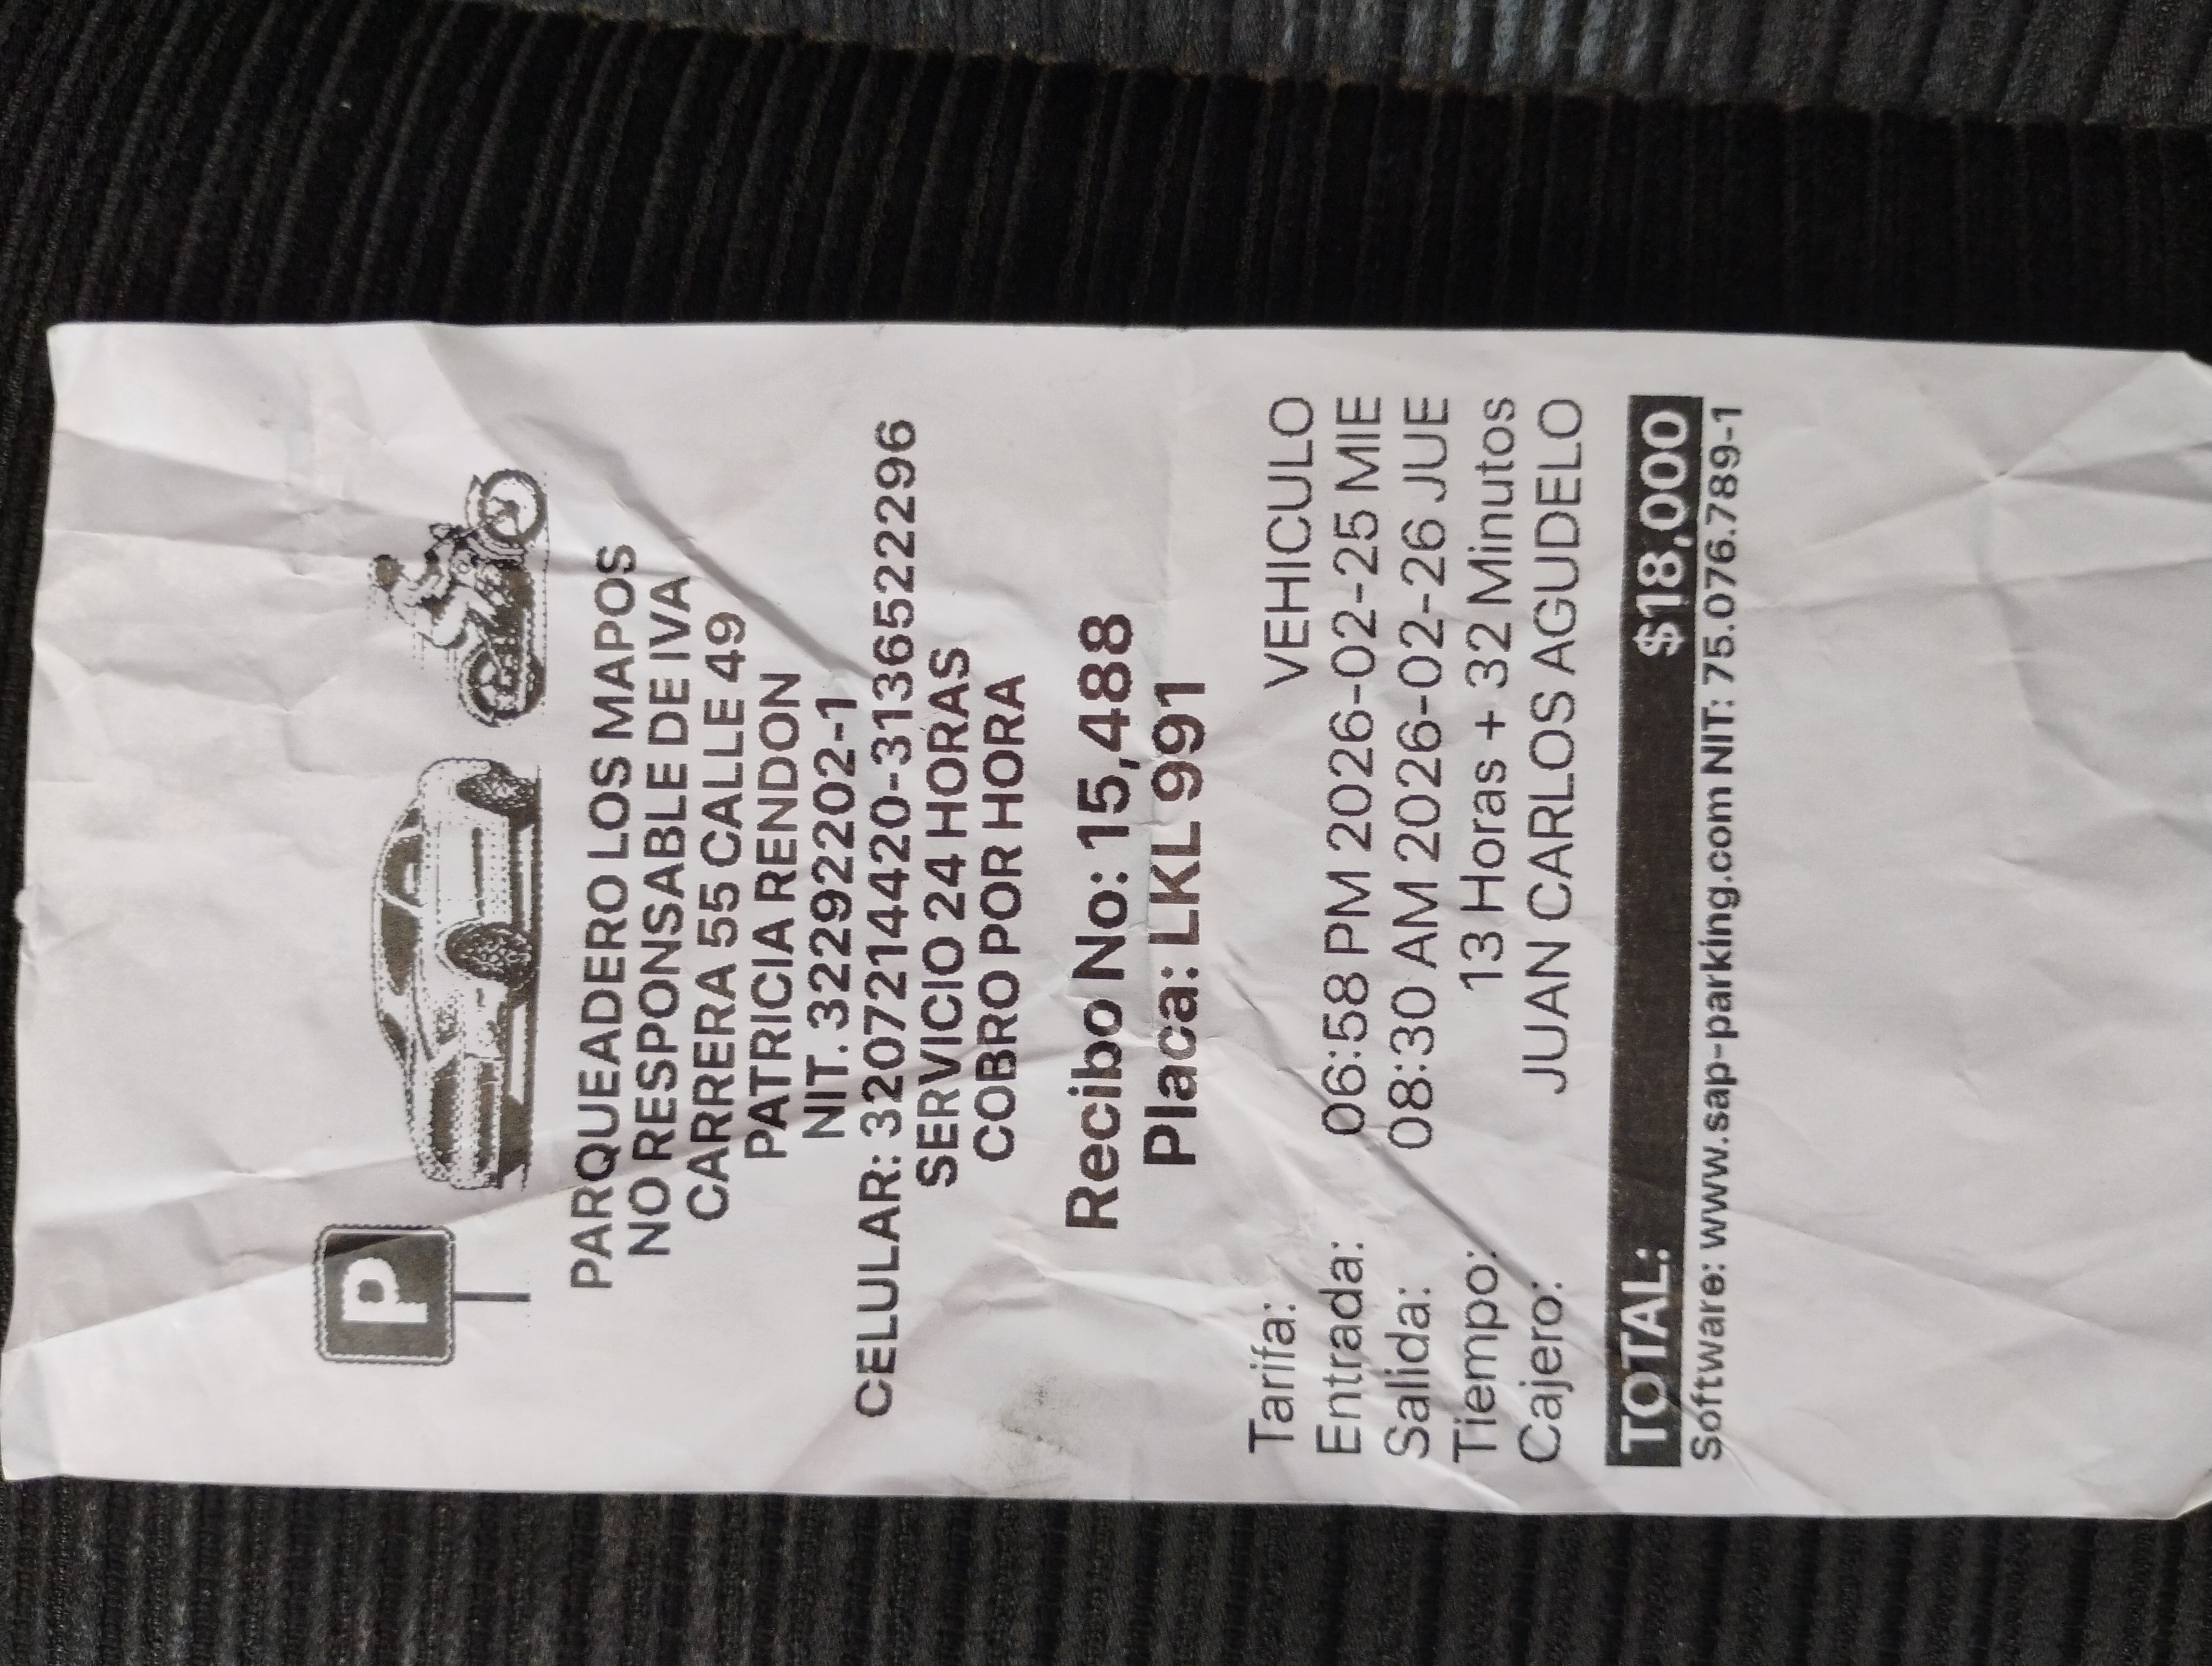 P
PARQUEADERO LOS MAPOS
NO RESPONSABLE DE IVA
CARRERA 55 CALLE 49
PATRICIA RENDON
NIT. 32292202-1
CELULAR: 3207214420-3136522296
SERVICIO 24 HORAS
COBRO POR HORA
Recibo No: 15,488
Placa: LKL991
Tarifa: VEHICULO
Entrada: 06:58 PM 2026-02-25 MIE
Salida: 08:30 AM 2026-02-26 JUE
Tiempo: 13 Horas + 32 Minutos
Cajero: JUAN CARLOS AGUDELO
TOTAL: $18,000
Software: www.sap-parking.com NIT: 75.076.789-1